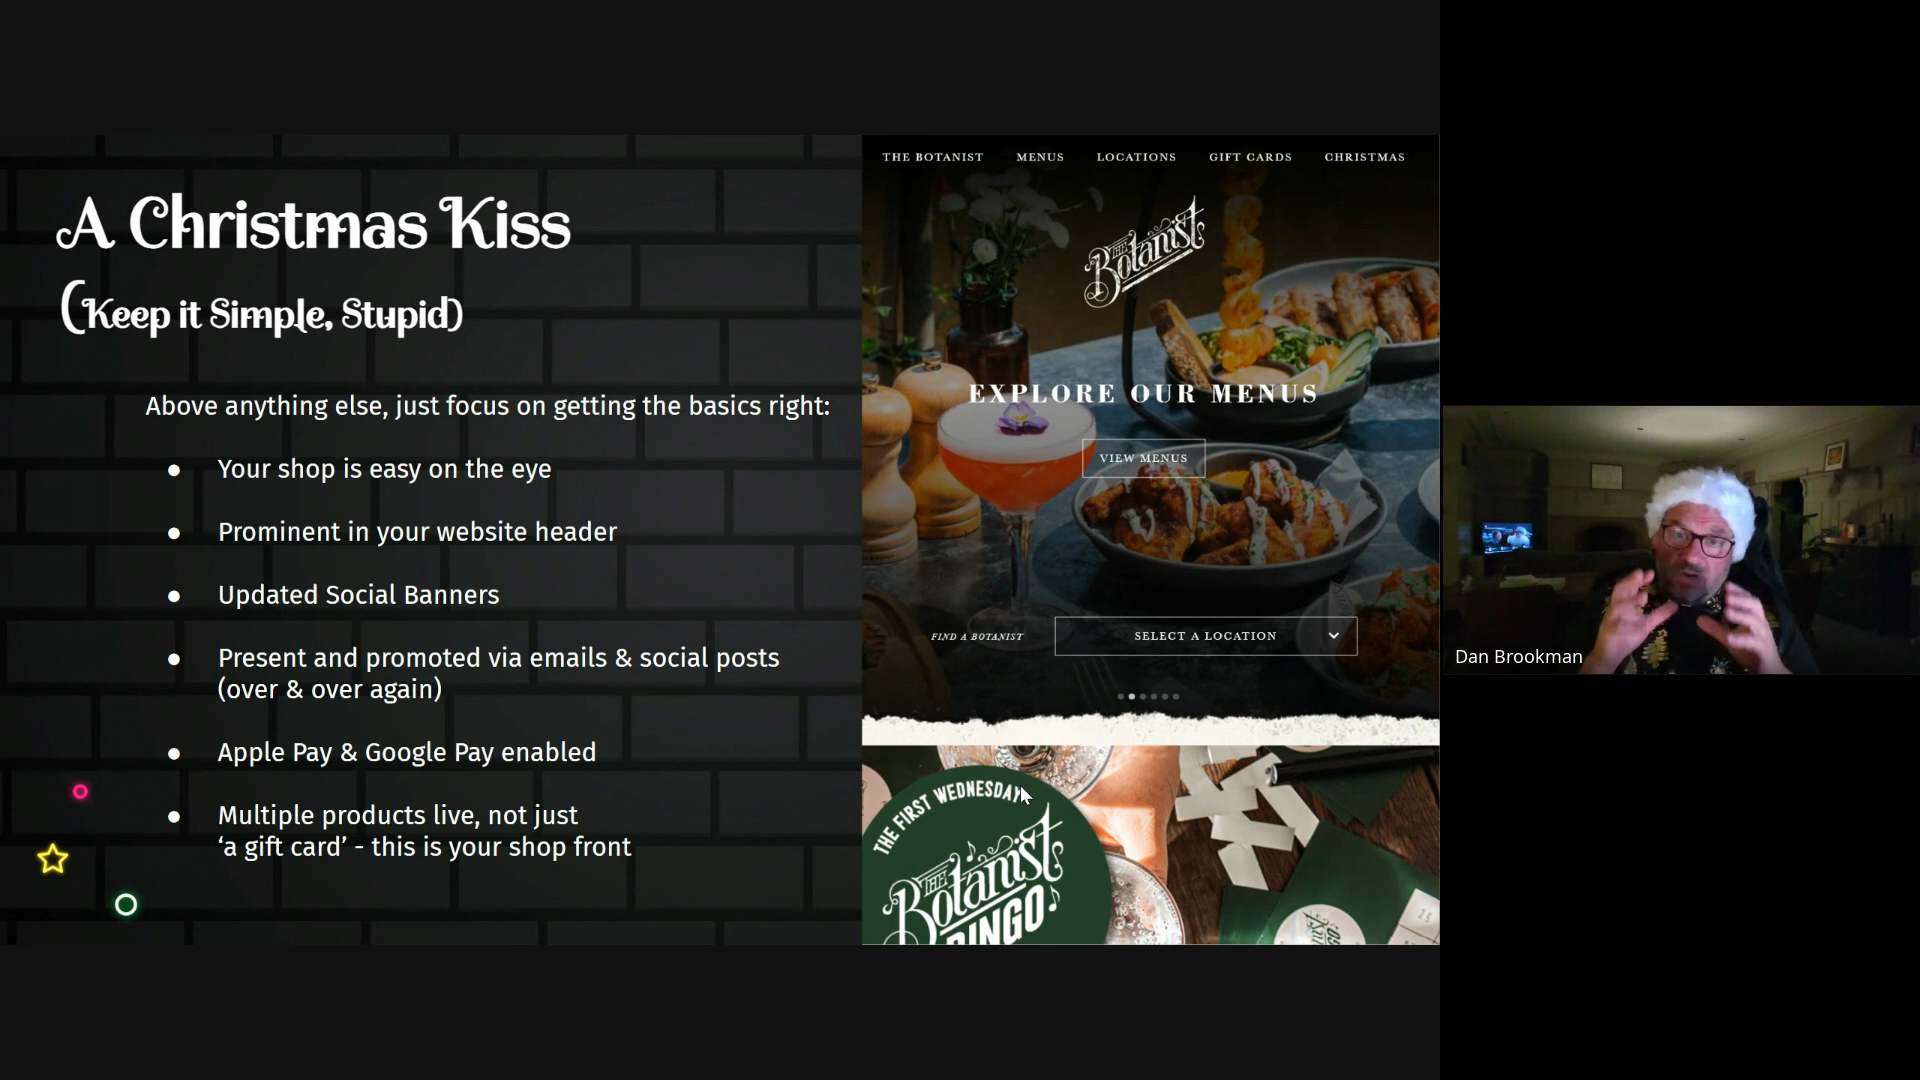 A Christmas Kiss
(Keep it Simple, Stupid)
Above anything else, just focus on getting the basics right:
● Your shop is easy on the eye
● Prominent in your website header
● Updated Social Banners
● Present and promoted via emails & social posts
(over & over again)
● Apple Pay & Google Pay enabled
● Multiple products live, not just
‘a gift card’ - this is your shop front
THE BOTANIST MENUS LOCATIONS GIFT CARDS CHRISTMAS
THE
Botanist
EXPLORE OUR MENUS
VIEW MENUS
FIND A BOTANIST SELECT A LOCATION
THE FIRST WEDNESDAY
THE
Botanist
BINGO
Dan Brookman